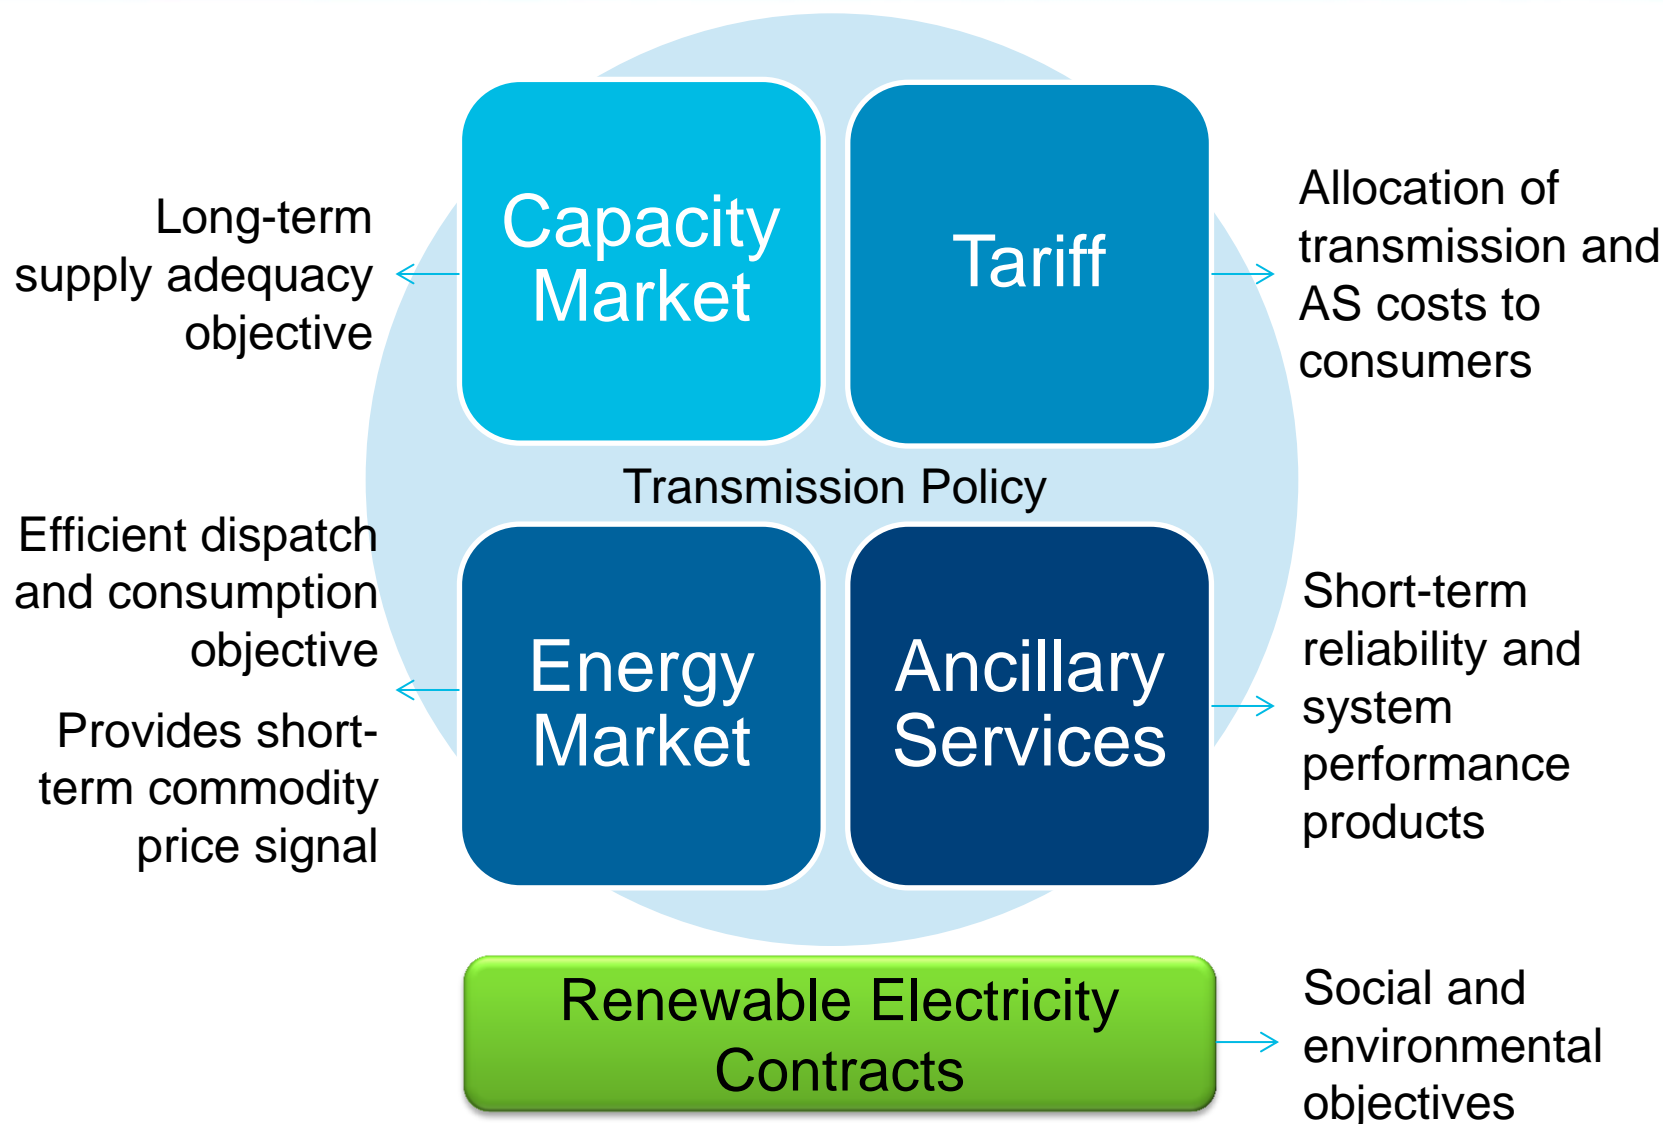 Long-term
supply adequacy
objective
Capacity
Market
Tariff
Allocation of
transmission and
AS costs to
consumers
Transmission Policy
Efficient dispatch
and consumption
objective
Provides short-
term commodity
price signal
Energy
Market
Ancillary
Services
Short-term
reliability and
system
performance
products
Renewable Electricity
Contracts
Social and
environmental
objectives